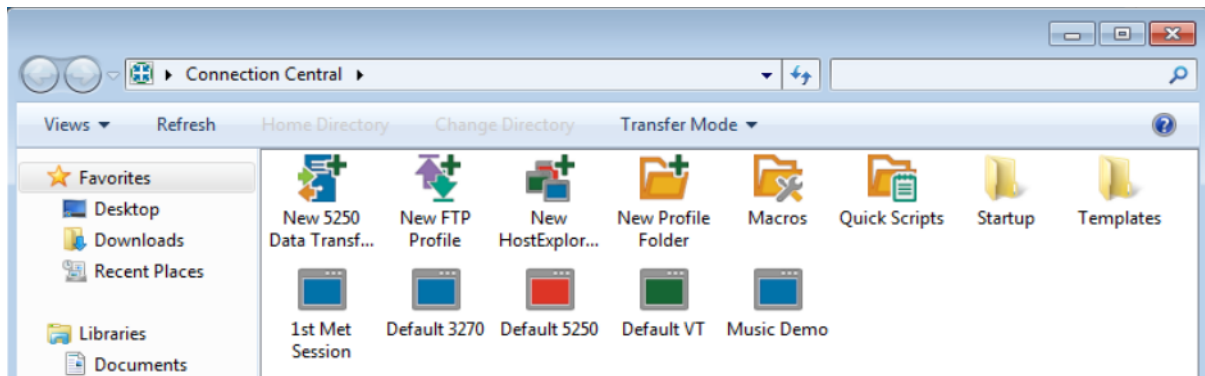 Connection Central
Views Refresh Home Directory Change Directory Transfer Mode
Favorites
Desktop
Downloads
Recent Places
Libraries
Documents
New 5250
Data Transf...
New FTP
Profile
New
HostExplor...
New Profile
Folder
Macros
Quick Scripts
Startup
Templates
1st Met
Session
Default 3270
Default 5250
Default VT
Music Demo